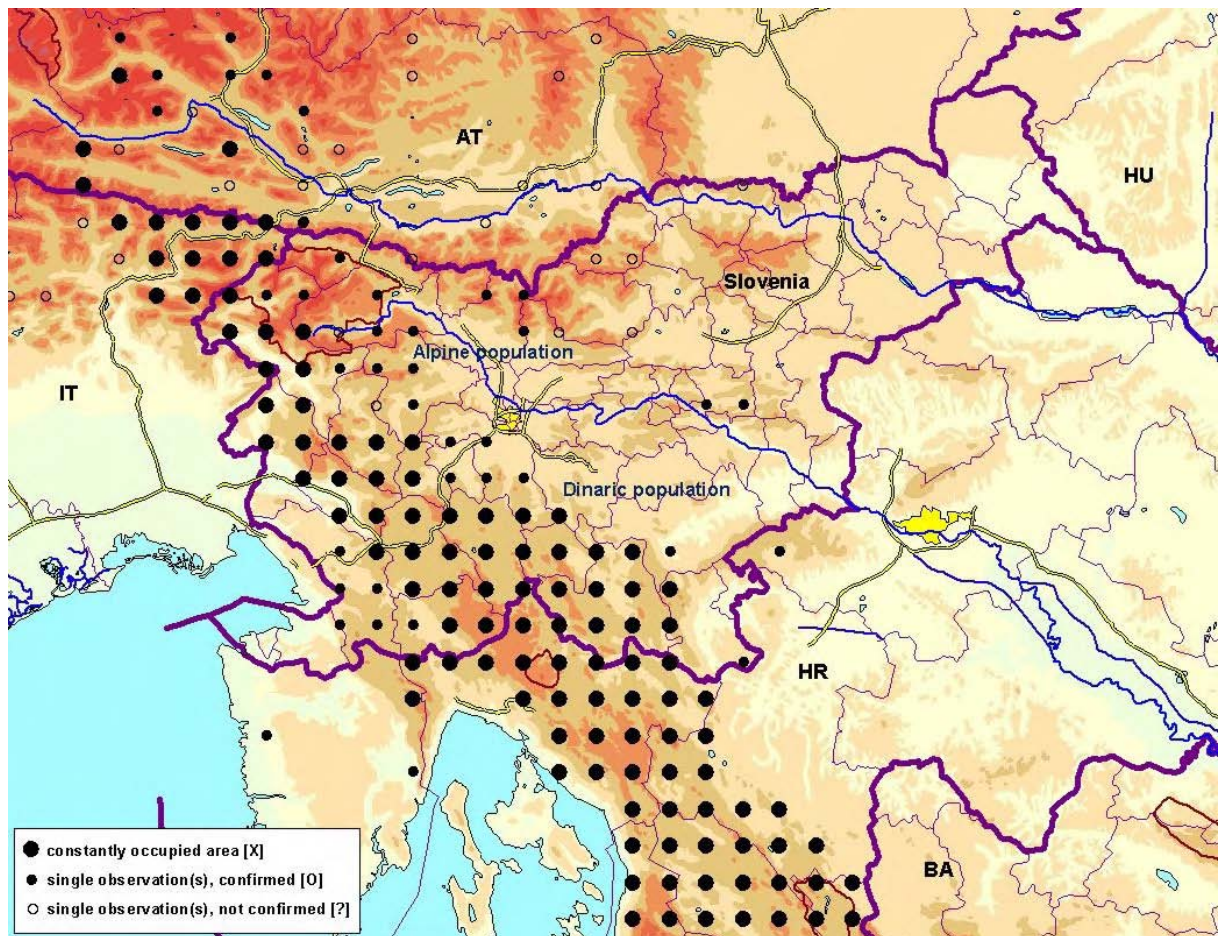 AT
HU
Slovenia
Alpine population
IT
Dinaric population
HR
BA
constantly occupied area [X]
single observation(s), confirmed [O]
single observation(s), not confirmed [?]